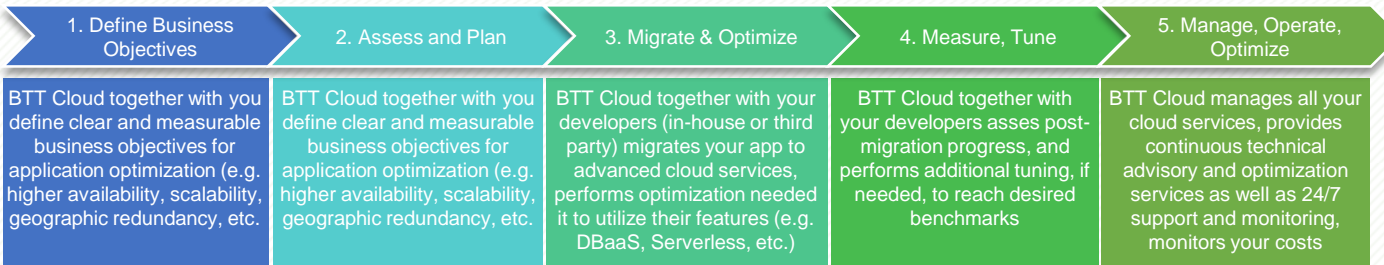 1. Define Business
Objectives
2. Assess and Plan
3. Migrate & Optimize
4. Measure, Tune
5. Manage, Operate,
Optimize
BTT Cloud together with you
define clear and measurable
business objectives for
application optimization (e.g.
higher availability, scalability,
geographic redundancy, etc.
BTT Cloud together with you
define clear and measurable
business objectives for
application optimization (e.g.
higher availability, scalability,
geographic redundancy, etc.
BTT Cloud together with your
developers (in-house or third
party) migrates your app to
advanced cloud services,
performs optimization needed
it to utilize their features (e.g.
DBaaS, Serverless, etc.)
BTT Cloud together with
your developers asses post-
migration progress, and
performs additional tuning, if
needed, to reach desired
benchmarks
BTT Cloud manages all your
cloud services, provides
continuous technical
advisory and optimization
services as well as 24/7
support and monitoring,
monitors your costs